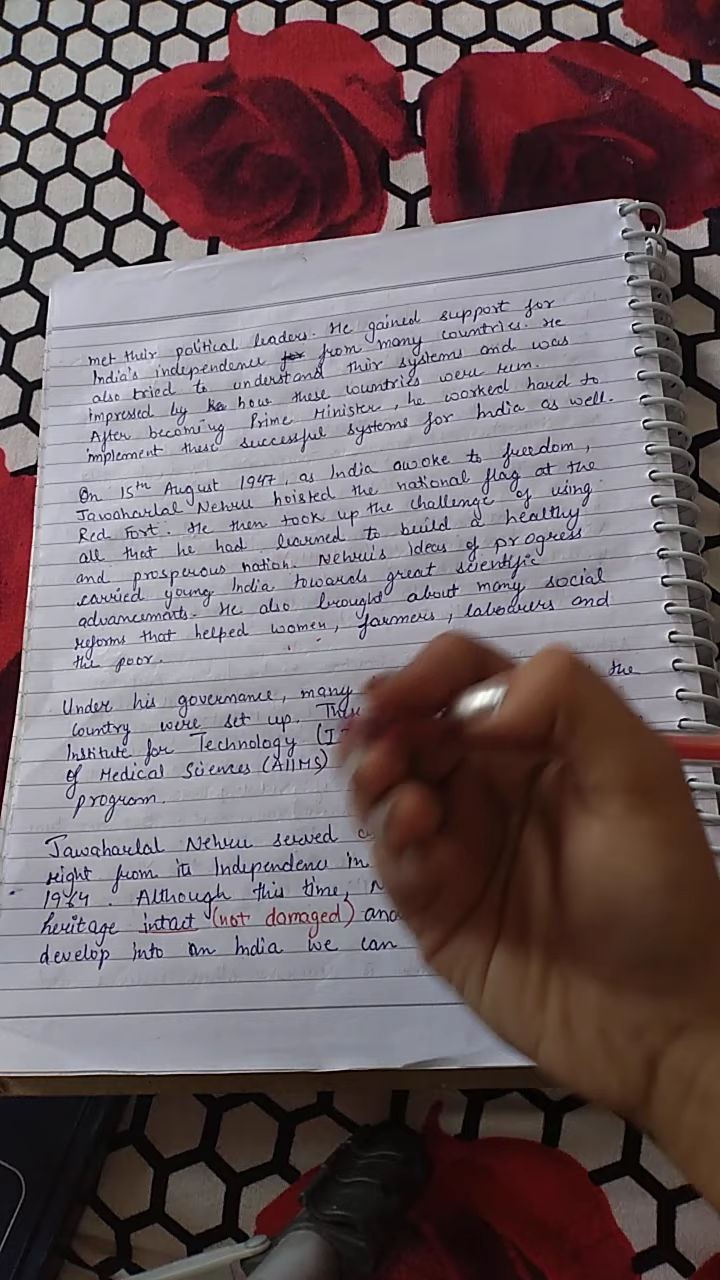 met their political leaders. He gained support for
India's independence from many countries. He
also tried to understand thir systems and was
impressed by how these countries were run.
After becoming Prime Minister, he worked hard to
implement these successful systems for India as well.
On 15th August 1947, as India awoke to freedom,
Jawaharlal Nehru hoisted the national flag at the
Red Fort. He then took up the challenge of using
all that he had learned to build a healthy
and prosperous nation. Nehru's ideas of progress
carried young India towards great scientific
advancements. He also brought about many social
reforms that helped women, farmers, labourers and
the poor.
Under his governance, many the
country were set up.
Institute for Technology
of Medical Sciences (AIIMS)
program.
Jawaharlal Nehru served
right from its Independence in
1964. Although this time,
heritage intact (not damaged) and
develop into an India we can